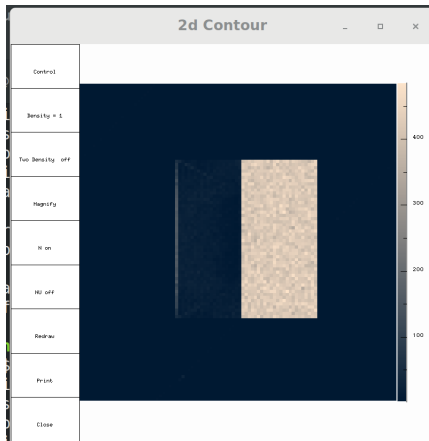 2d Contour
Control
Density = 1
Two Density off
Magnify
N on
NU off
Redraw
Print
Close
400
300
200
100